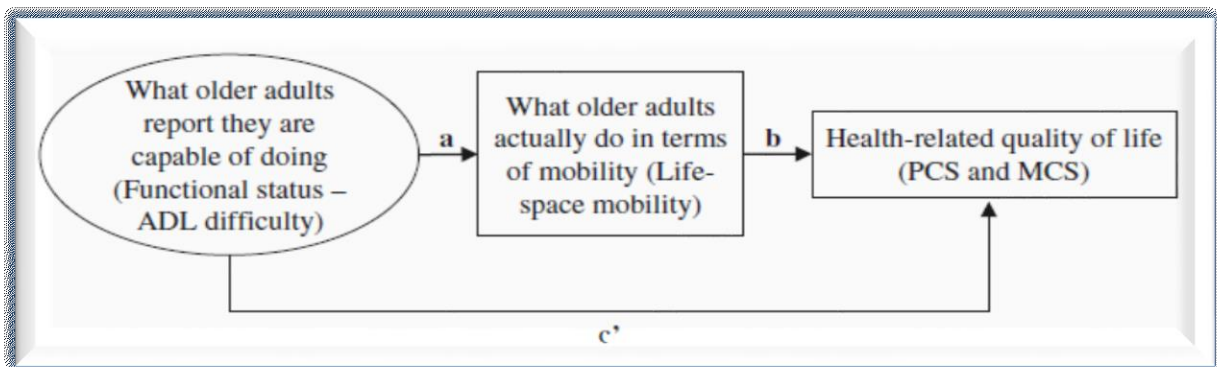 What older adults
report they are
capable of doing
(Functional status –
ADL difficulty)
a
What older adults
actually do in terms
of mobility (Life-
space mobility)
b
Health-related quality of life
(PCS and MCS)
c’